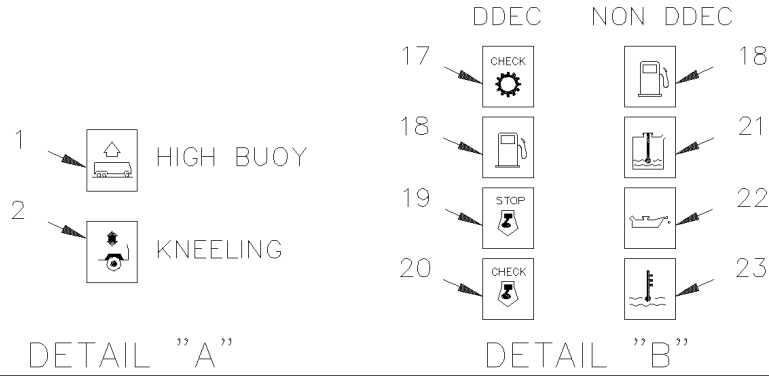 DDEC NON DDEC
17 CHECK 18
1 HIGH BUOY 18 21
2 KNEELING 19 STOP 22
20 CHECK 23
DETAIL "A" DETAIL "B"